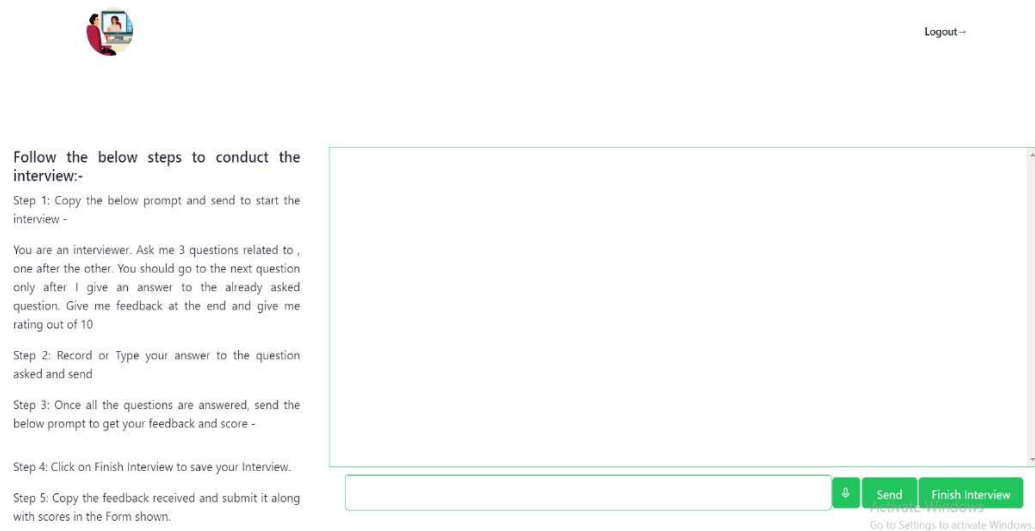 Logout→
Follow the below steps to conduct the
interview:-
Step 1: Copy the below prompt and send to start the
interview -
You are an interviewer. Ask me 3 questions related to ,
one after the other. You should go to the next question
only after I give an answer to the already asked
question. Give me feedback at the end and give me
rating out of 10
Step 2: Record or Type your answer to the question
asked and send
Step 3: Once all the questions are answered, send the
below prompt to get your feedback and score -
Step 4: Click on Finish Interview to save your Interview.
Step 5: Copy the feedback received and submit it along
with scores in the Form shown.
Send
Finish Interview
Activate Windows
Go to Settings to activate Windows.